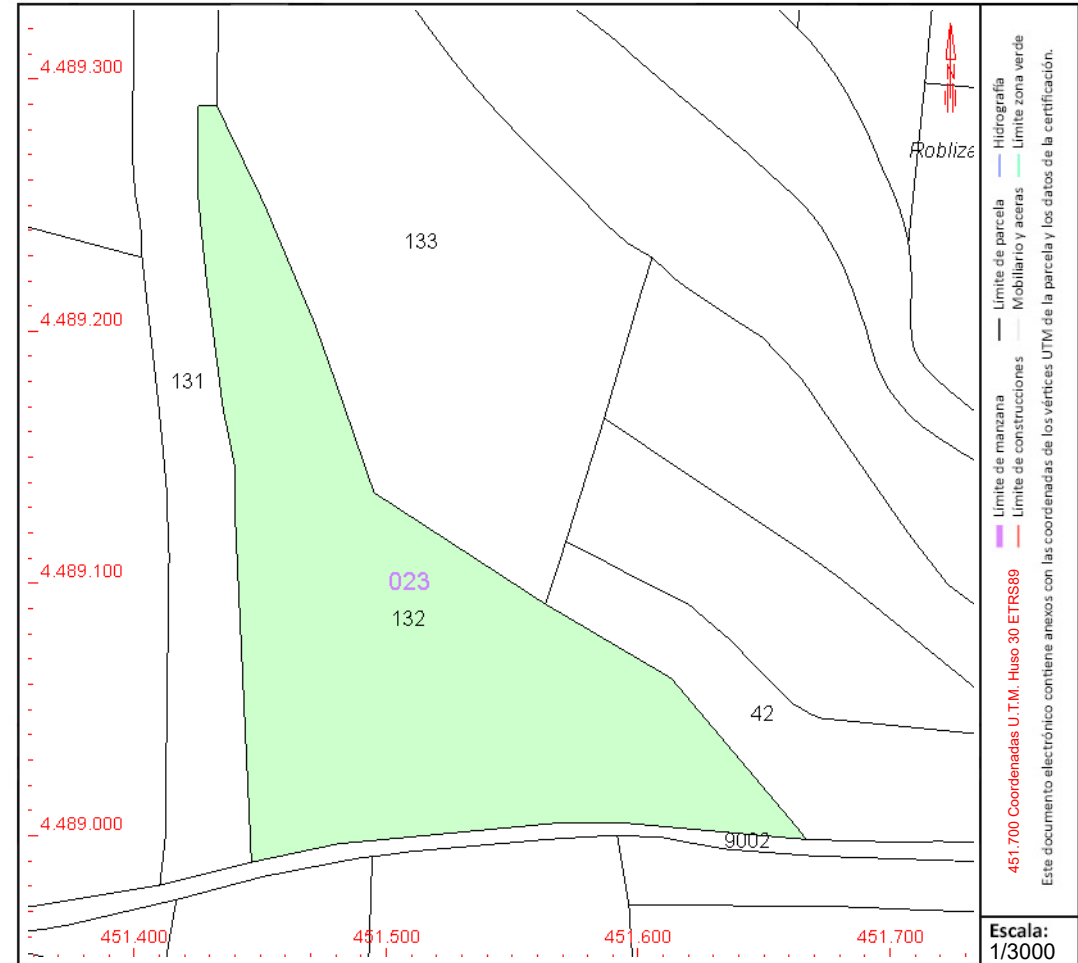 4.489.300
4.489.200
4.489.100
4.489.000
451.400
451.500
451.600
451.700
133
131
023
132
42
9002
N
Hidrografía
Límite zona verde
Límite de parcela
Mobiliario y aceras
Límite de manzana
Límite de construcciones
451.700 Coordenadas U.T.M. Huso 30 ETRS89
Este documento electrónico contiene anexos con las coordenadas de los vértices UTM de la parcela y los datos de la certificación.
Escala:
1/3000